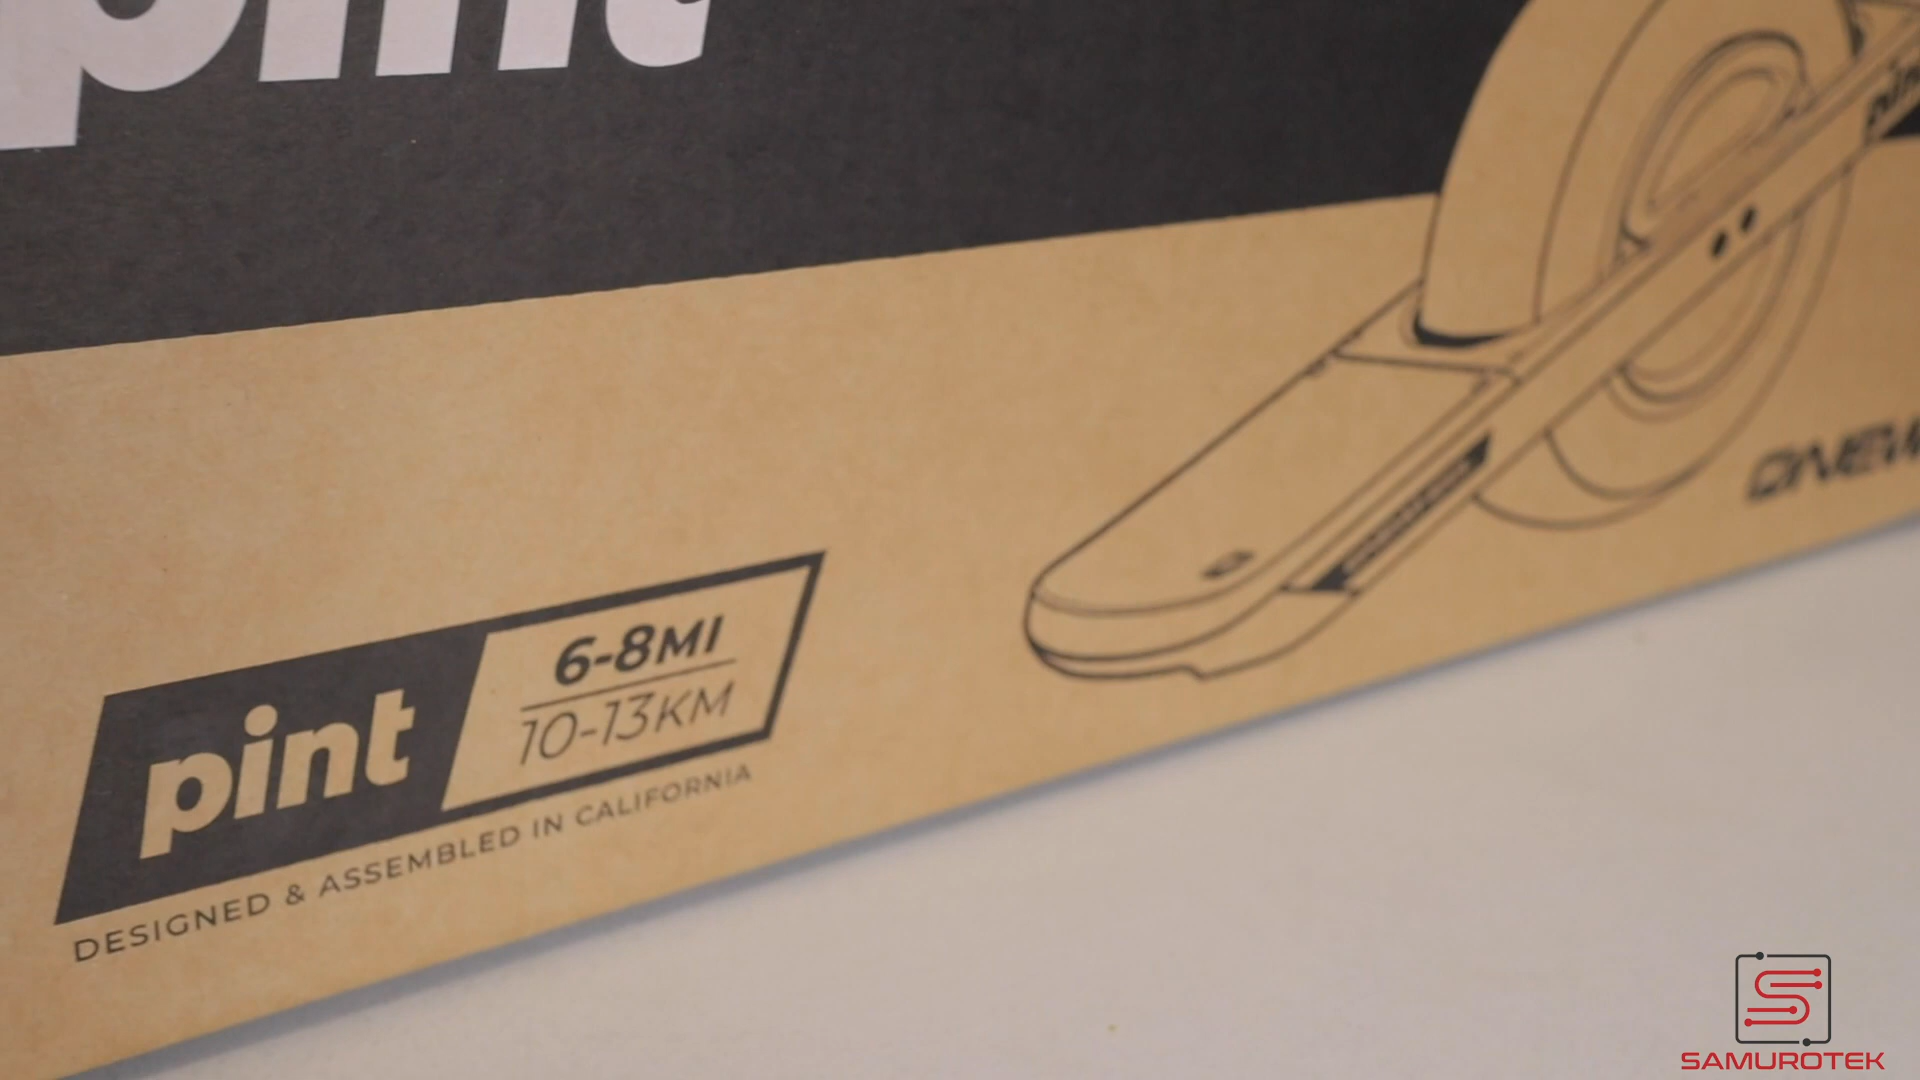 pint
6-8MI
10-13KM
pint
DESIGNED & ASSEMBLED IN CALIFORNIA
SAMUROTEK